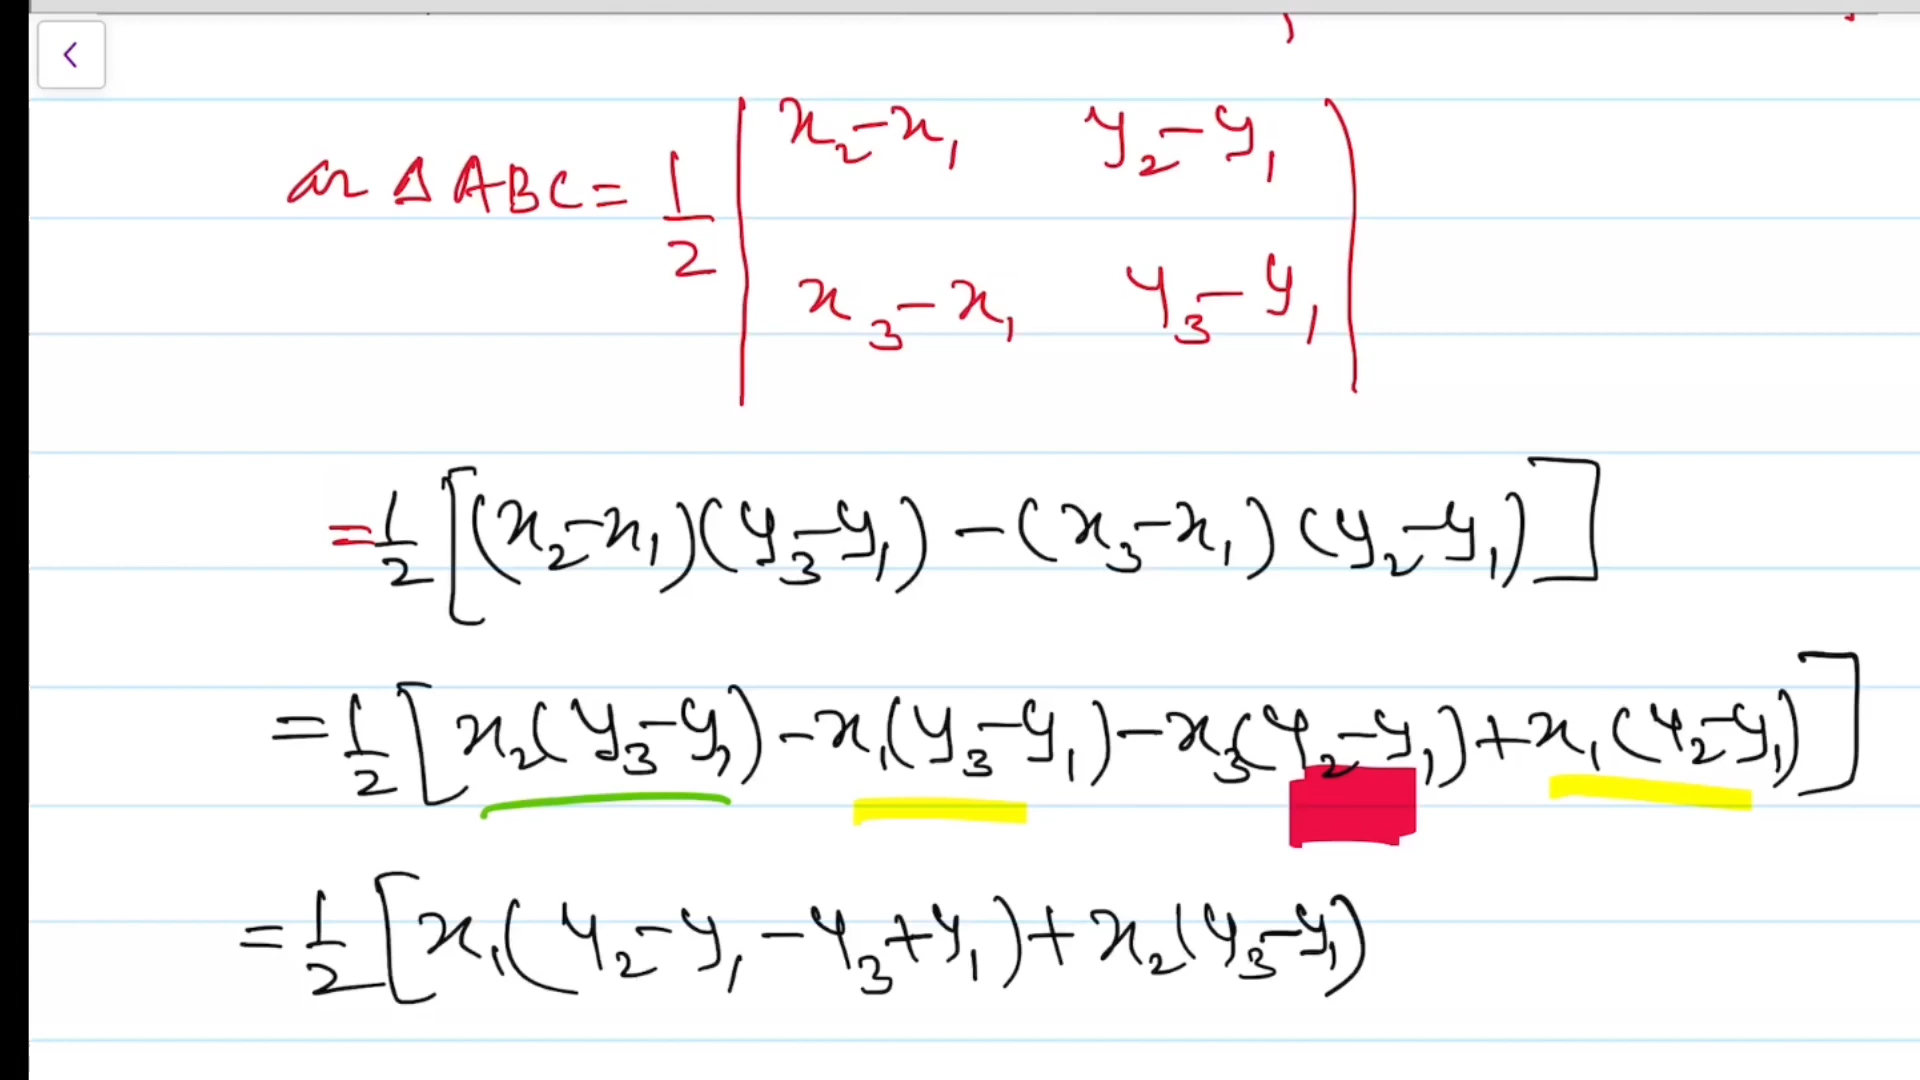 ar Δ ABC = 1/2 | x₂-x₁ y₂-y₁ |
| x₃-x₁ y₃-y₁ |
= 1/2 [(x₂-x₁)(y₃-y₁) - (x₃-x₁)(y₂-y₁)]
= 1/2 [x₂(y₃-y₁) - x₁(y₃-y₁) - x₃(y₂-y₁) + x₁(y₂-y₁)]
= 1/2 [x₁(y₂-y₁-y₃+y₁) + x₂(y₃-y₁)